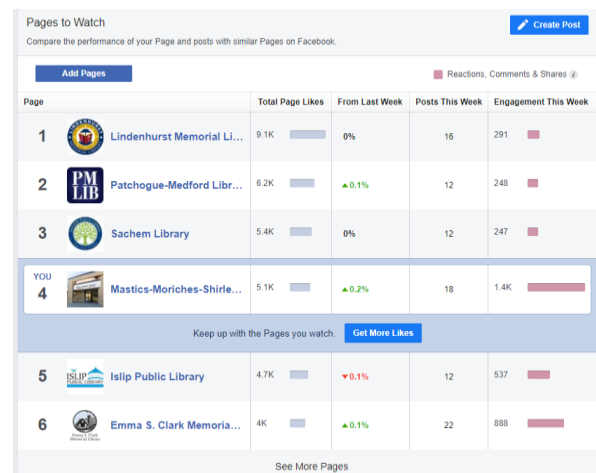 Pages to Watch
Create Post
Compare the performance of your Page and posts with similar Pages on Facebook.
Add Pages
Reactions, Comments & Shares i
Page Total Page Likes From Last Week Posts This Week Engagement This Week
1 LINDENHURST Lindenhurst Memorial Li... 9.1K 0% 16 291
2 PM LIB Patchogue-Medford Libr... 6.2K ▲0.1% 12 248
3 Sachem Library 5.4K 0% 12 247
YOU
4 Mastics-Moriches-Shirle... 5.1K ▲0.2% 18 1.4K
Keep up with the Pages you watch. Get More Likes
5 ISLIP PUBLIC LIBRARY Islip Public Library 4.7K ▼0.1% 12 537
6 Emma S. Clark Memorial Library Emma S. Clark Memoria... 4K ▲0.1% 22 888
See More Pages